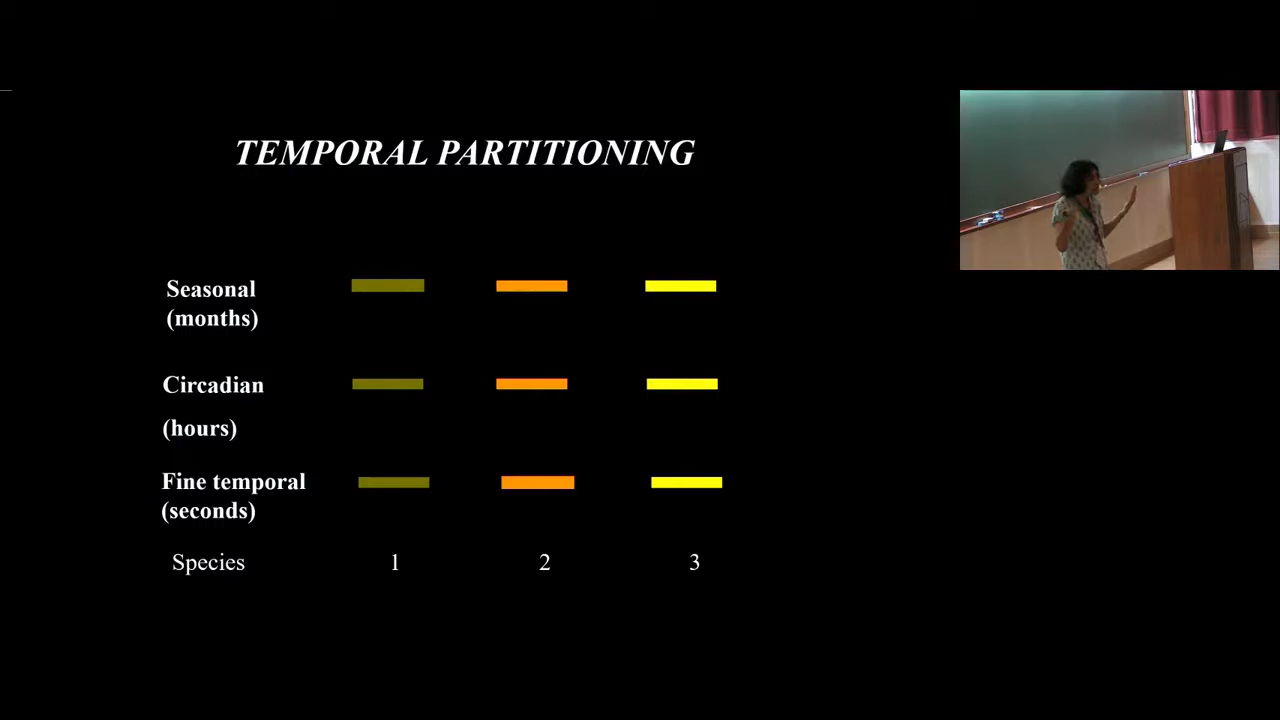 TEMPORAL PARTITIONING
Seasonal
(months)
Circadian
(hours)
Fine temporal
(seconds)
Species 1 2 3